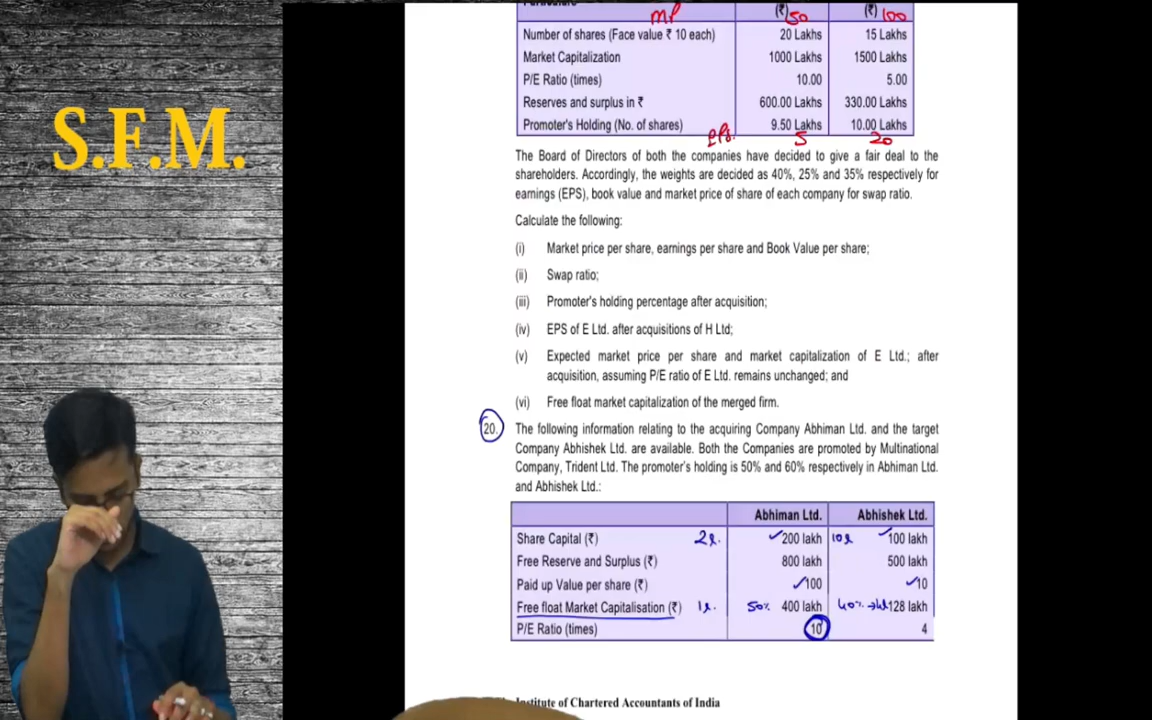 S.F.M.
MP (₹) 50 (₹) 100
Number of shares (Face value ₹ 10 each) 20 Lakhs 15 Lakhs
Market Capitalization 1000 Lakhs 1500 Lakhs
P/E Ratio (times) 10.00 5.00
Reserves and surplus in ₹ 600.00 Lakhs 330.00 Lakhs
Promoter's Holding (No. of shares) 9.50 Lakhs 10.00 Lakhs
EPS. 5 20
The Board of Directors of both the companies have decided to give a fair deal to the
shareholders. Accordingly, the weights are decided as 40%, 25% and 35% respectively for
earnings (EPS), book value and market price of share of each company for swap ratio.
Calculate the following:
(i) Market price per share, earnings per share and Book Value per share;
(ii) Swap ratio;
(iii) Promoter's holding percentage after acquisition;
(iv) EPS of E Ltd. after acquisitions of H Ltd;
(v) Expected market price per share and market capitalization of E Ltd.; after
acquisition, assuming P/E ratio of E Ltd. remains unchanged; and
(vi) Free float market capitalization of the merged firm.
20. The following information relating to the acquiring Company Abhiman Ltd. and the target
Company Abhishek Ltd. are available. Both the Companies are promoted by Multinational
Company, Trident Ltd. The promoter's holding is 50% and 60% respectively in Abhiman Ltd.
and Abhishek Ltd.:
Abhiman Ltd. Abhishek Ltd.
Share Capital (₹) 2l. 200 lakh 10l 100 lakh
Free Reserve and Surplus (₹) 800 lakh 500 lakh
Paid up Value per share (₹) 100 10
Free float Market Capitalisation (₹) 1l. 50% 400 lakh 40% → 4l 128 lakh
P/E Ratio (times) 10 4
Institute of Chartered Accountants of India